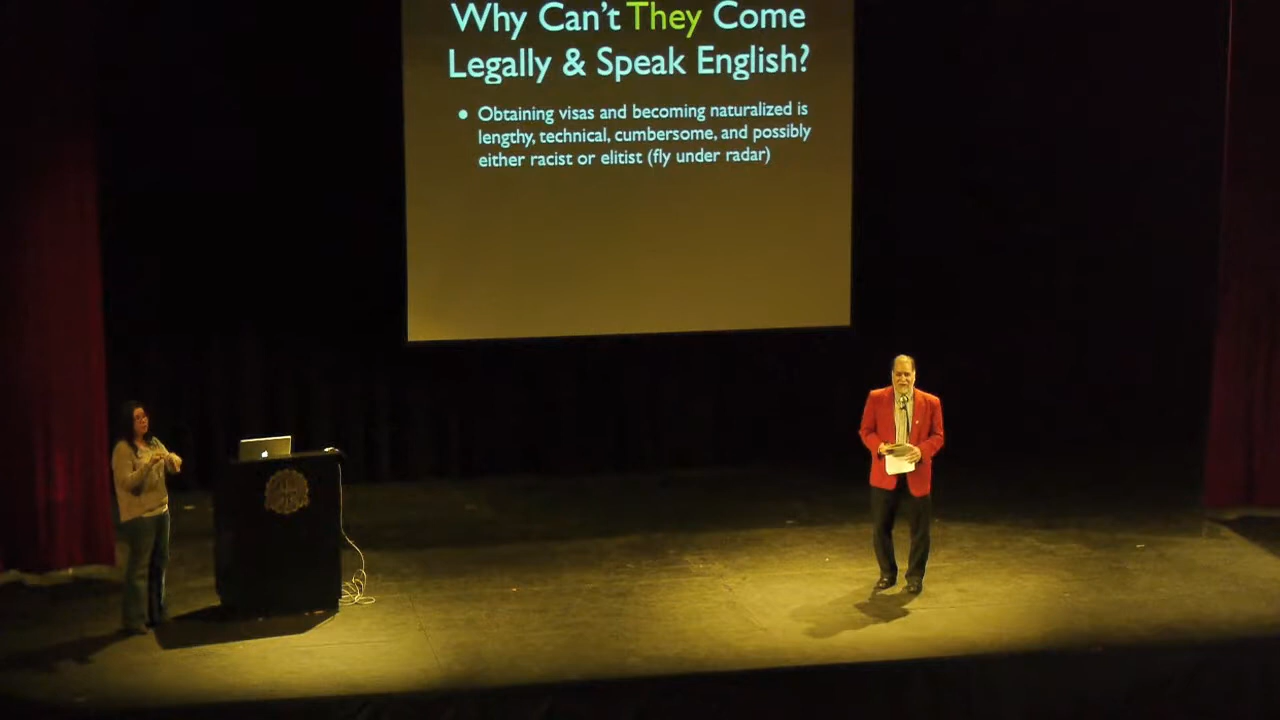 Why Can't They Come
Legally & Speak English?
• Obtaining visas and becoming naturalized is
lengthy, technical, cumbersome, and possibly
either racist or elitist (fly under radar)